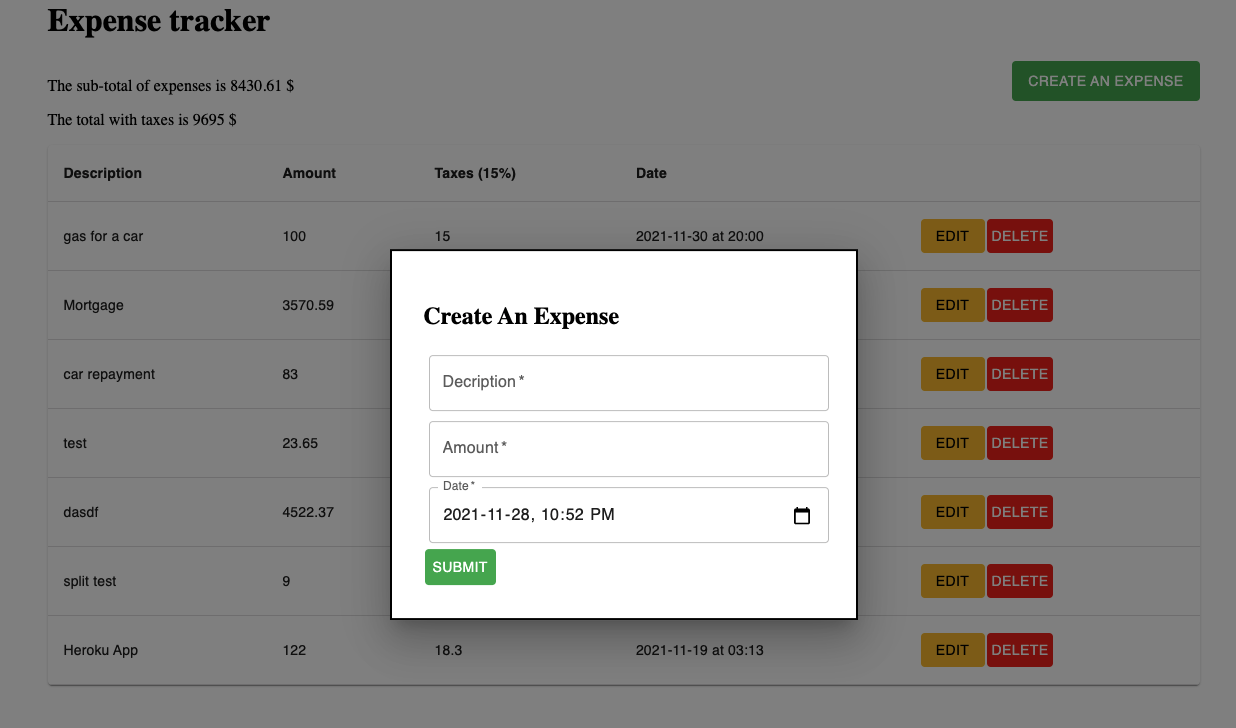 Expense tracker
The sub-total of expenses is 8430.61 $
CREATE AN EXPENSE
The total with taxes is 9695 $
Description Amount Taxes (15%) Date
gas for a car 100 15 2021-11-30 at 20:00 EDIT DELETE
Mortgage 3570.59 EDIT DELETE
Create An Expense
car repayment 83 EDIT DELETE
Decription *
test 23.65 EDIT DELETE
Amount *
Date *
dasdf 4522.37 EDIT DELETE
2021-11-28, 10:52 PM
SUBMIT
split test 9 EDIT DELETE
Heroku App 122 18.3 2021-11-19 at 03:13 EDIT DELETE